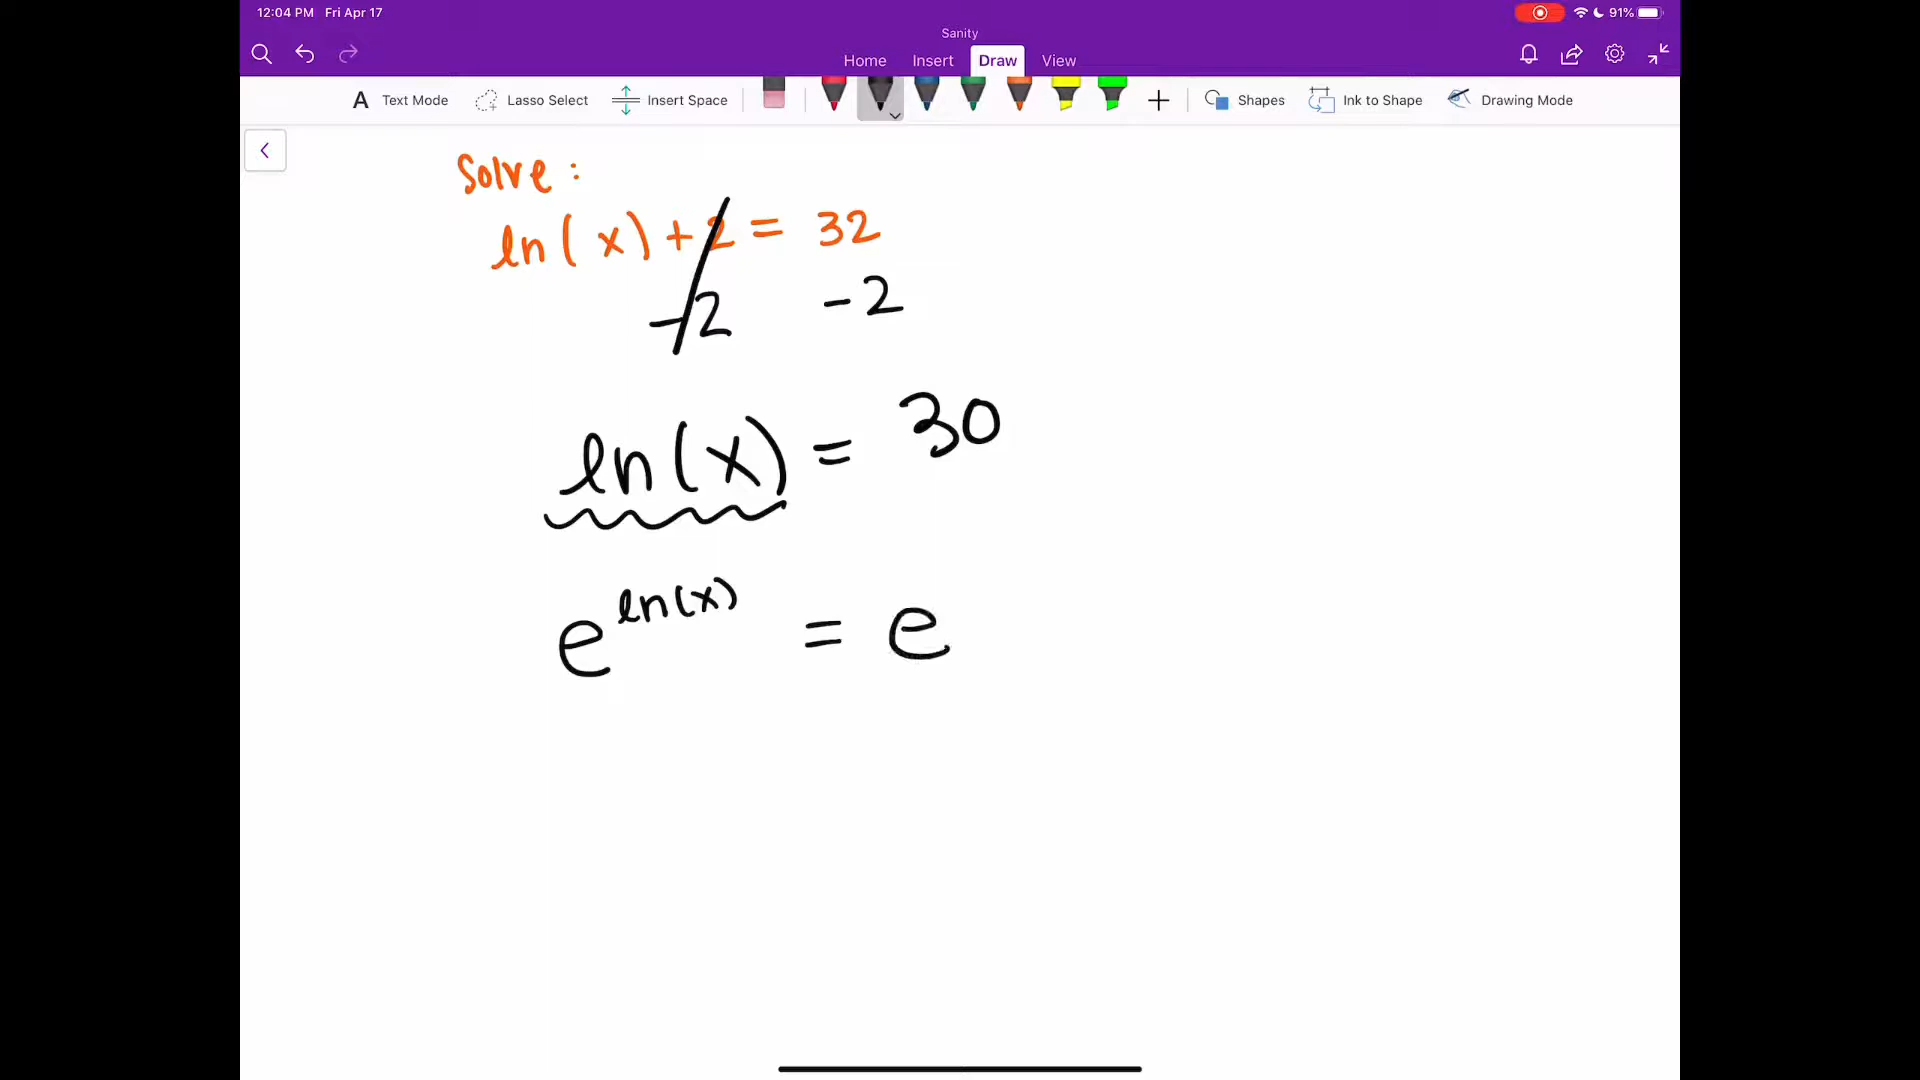 12:04 PM Fri Apr 17 91%
Sanity
Home Insert Draw View
A Text Mode Lasso Select Insert Space Shapes Ink to Shape Drawing Mode
Solve :
ln( x) + 2 = 32
-2 -2
ln(x) = 30
e^ln(x) = e